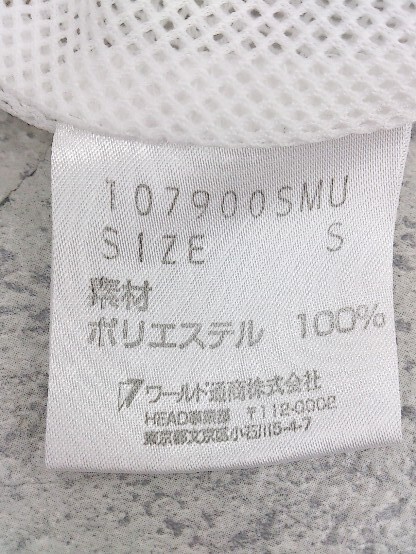 107900SMU
SIZE S
素材
ポリエステル 100%
ワールド通商株式会社
HEAD事業部 〒112-0002
東京都文京区小石川5-4-7